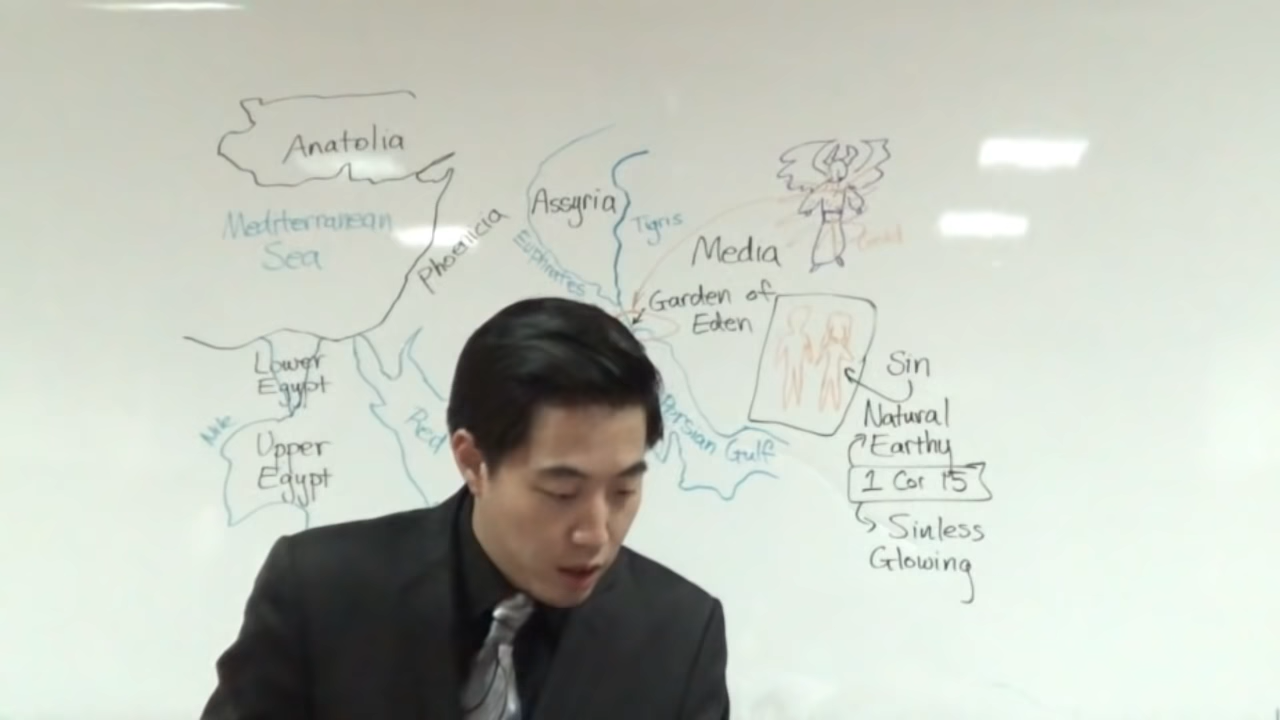 Anatolia
Mediterranean
Sea
Phoenicia
Assyria
Euphrates
Tigris
Media
Garden of
Eden
Lower
Egypt
Nile
Upper
Egypt
Red
Persian Gulf
Sin
Natural
Earthy
1 Cor 15
Sinless
Glowing